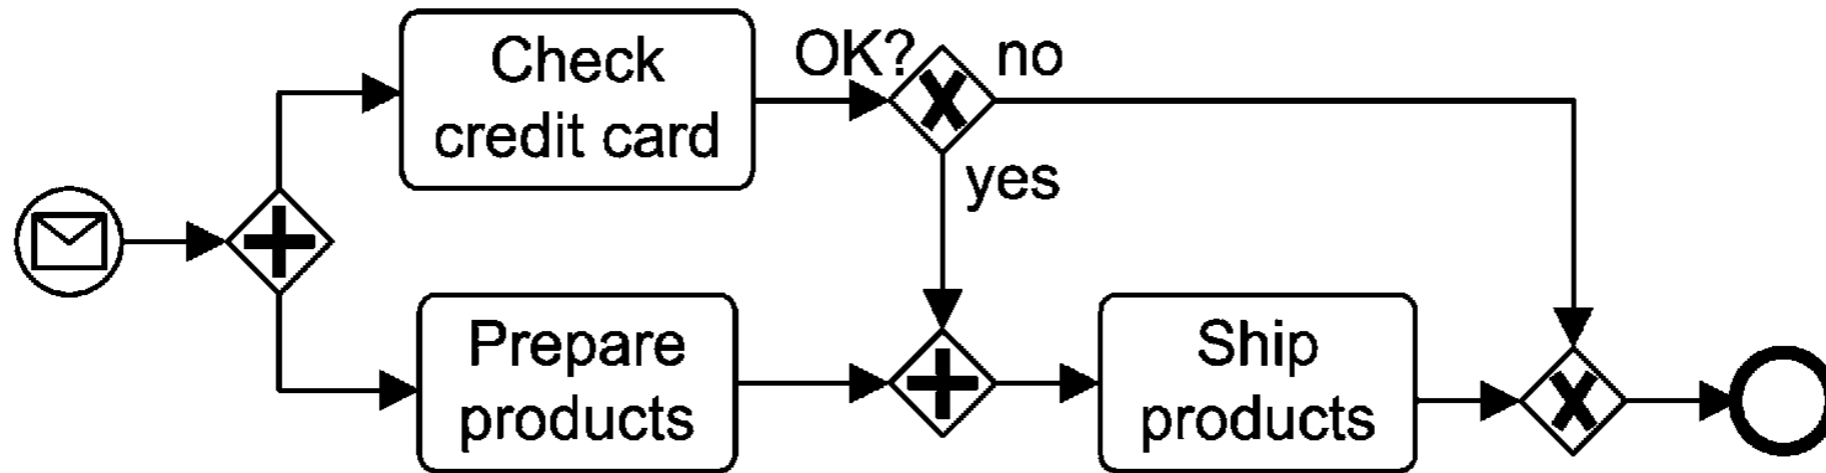 Check
credit card
OK?
no
yes
Prepare
products
Ship
products